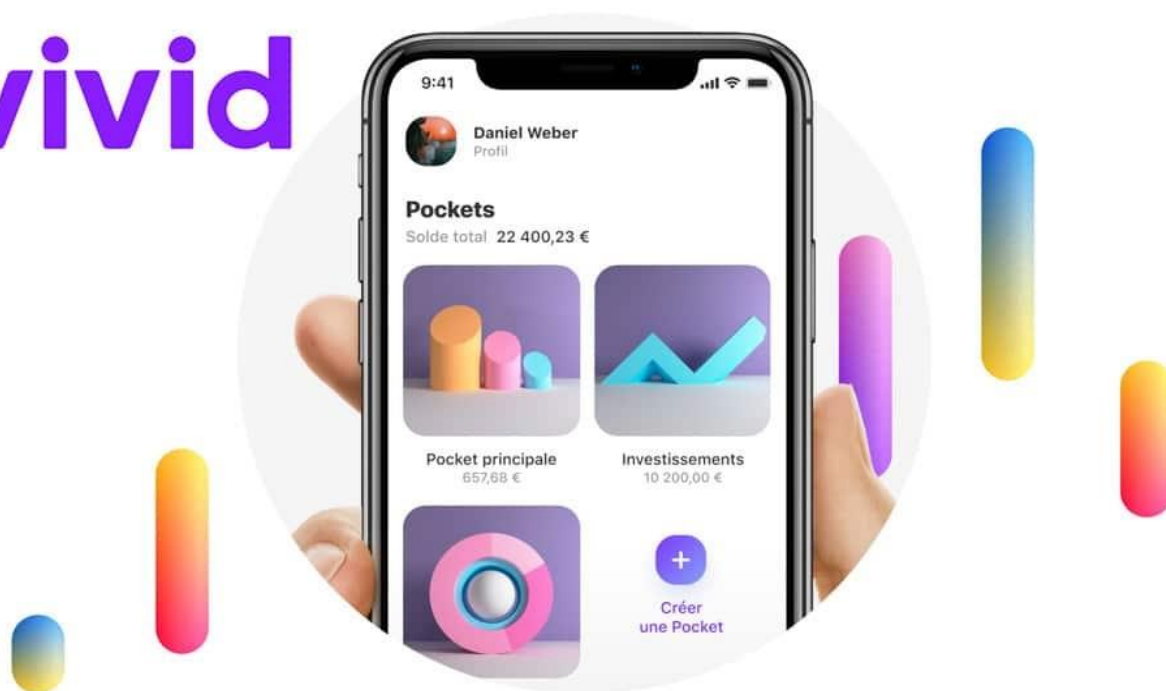 vivid
9:41
Daniel Weber
Profil
Pockets
Solde total 22 400,23 €
Pocket principale
657,68 €
Investissements
10 200,00 €
+
Créer
une Pocket